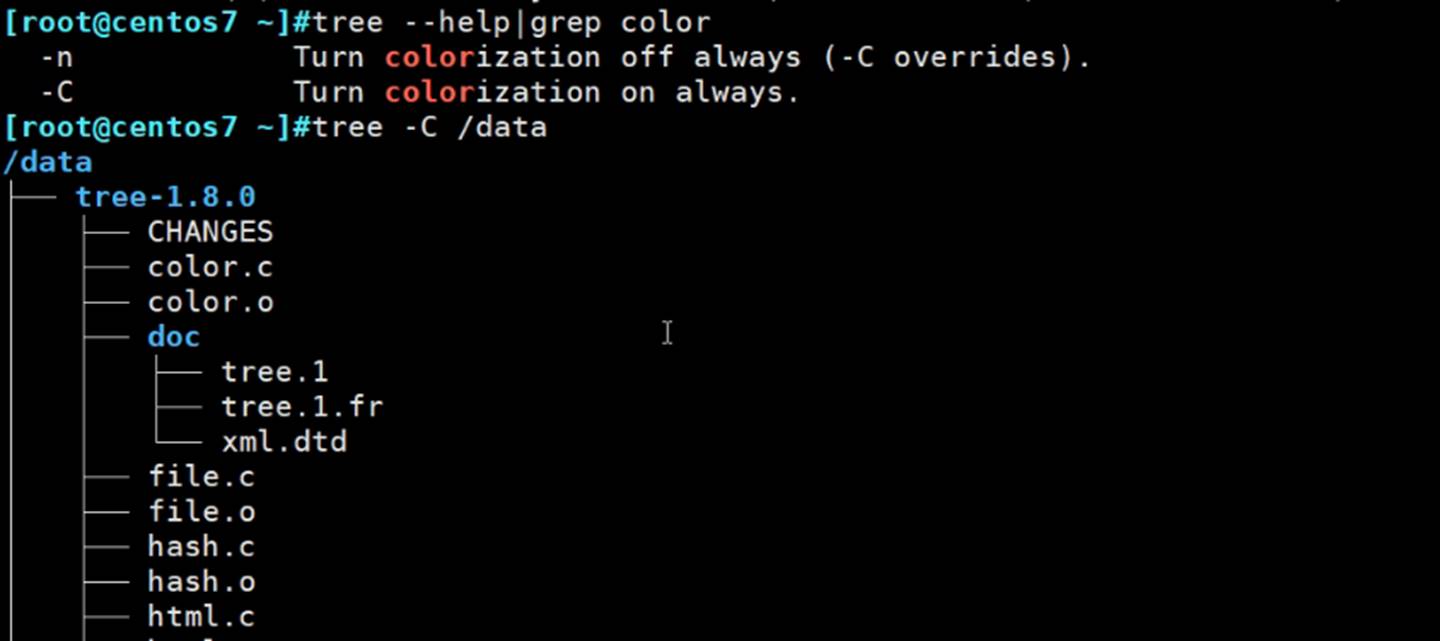 [root@centos7 ~]#tree --help|grep color
  -n            Turn colorization off always (-C overrides).
  -C            Turn colorization on always.
[root@centos7 ~]#tree -C /data
/data
├── tree-1.8.0
│   ├── CHANGES
│   ├── color.c
│   ├── color.o
│   ├── doc
│   │   ├── tree.1
│   │   ├── tree.1.fr
│   │   └── xml.dtd
│   ├── file.c
│   ├── file.o
│   ├── hash.c
│   ├── hash.o
│   ├── html.c